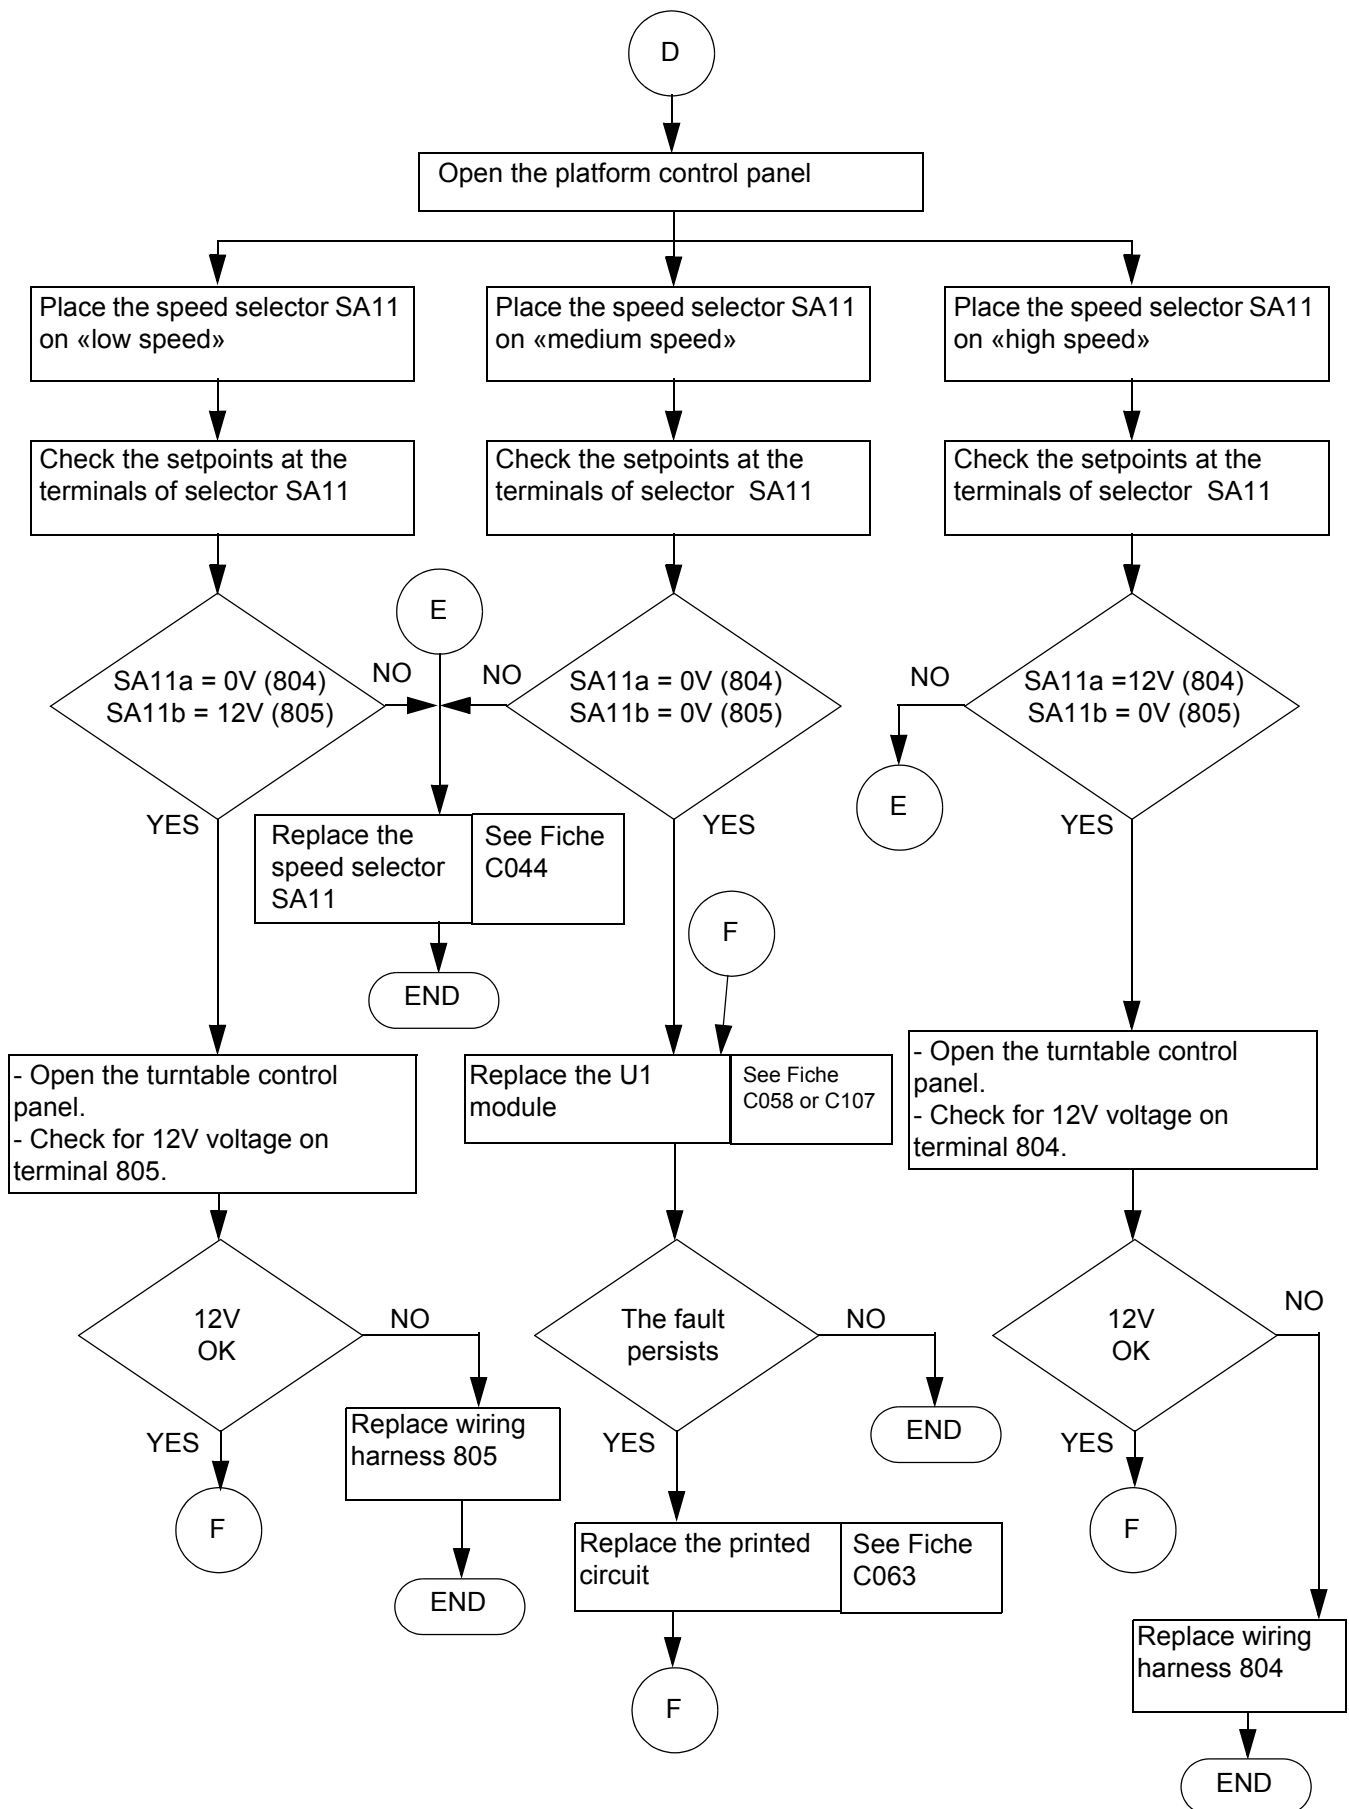 D
Open the platform control panel
Place the speed selector SA11
on «low speed»
Place the speed selector SA11
on «medium speed»
Place the speed selector SA11
on «high speed»
Check the setpoints at the
terminals of selector SA11
Check the setpoints at the
terminals of selector  SA11
Check the setpoints at the
terminals of selector  SA11
E
SA11a = 0V (804)
SA11b = 12V (805)
NO
NO
SA11a = 0V (804)
SA11b = 0V (805)
NO
SA11a =12V (804)
SA11b = 0V (805)
E
YES
YES
YES
Replace the
speed selector
SA11
See Fiche
C044
F
END
- Open the turntable control
panel.
- Check for 12V voltage on
terminal 805.
Replace the U1
module
See Fiche
C058 or C107
- Open the turntable control
panel.
- Check for 12V voltage on
terminal 804.
12V
OK
NO
The fault
persists
NO
12V
OK
NO
YES
Replace wiring
harness 805
YES
END
YES
F
END
Replace the printed
circuit
See Fiche
C063
F
F
Replace wiring
harness 804
END